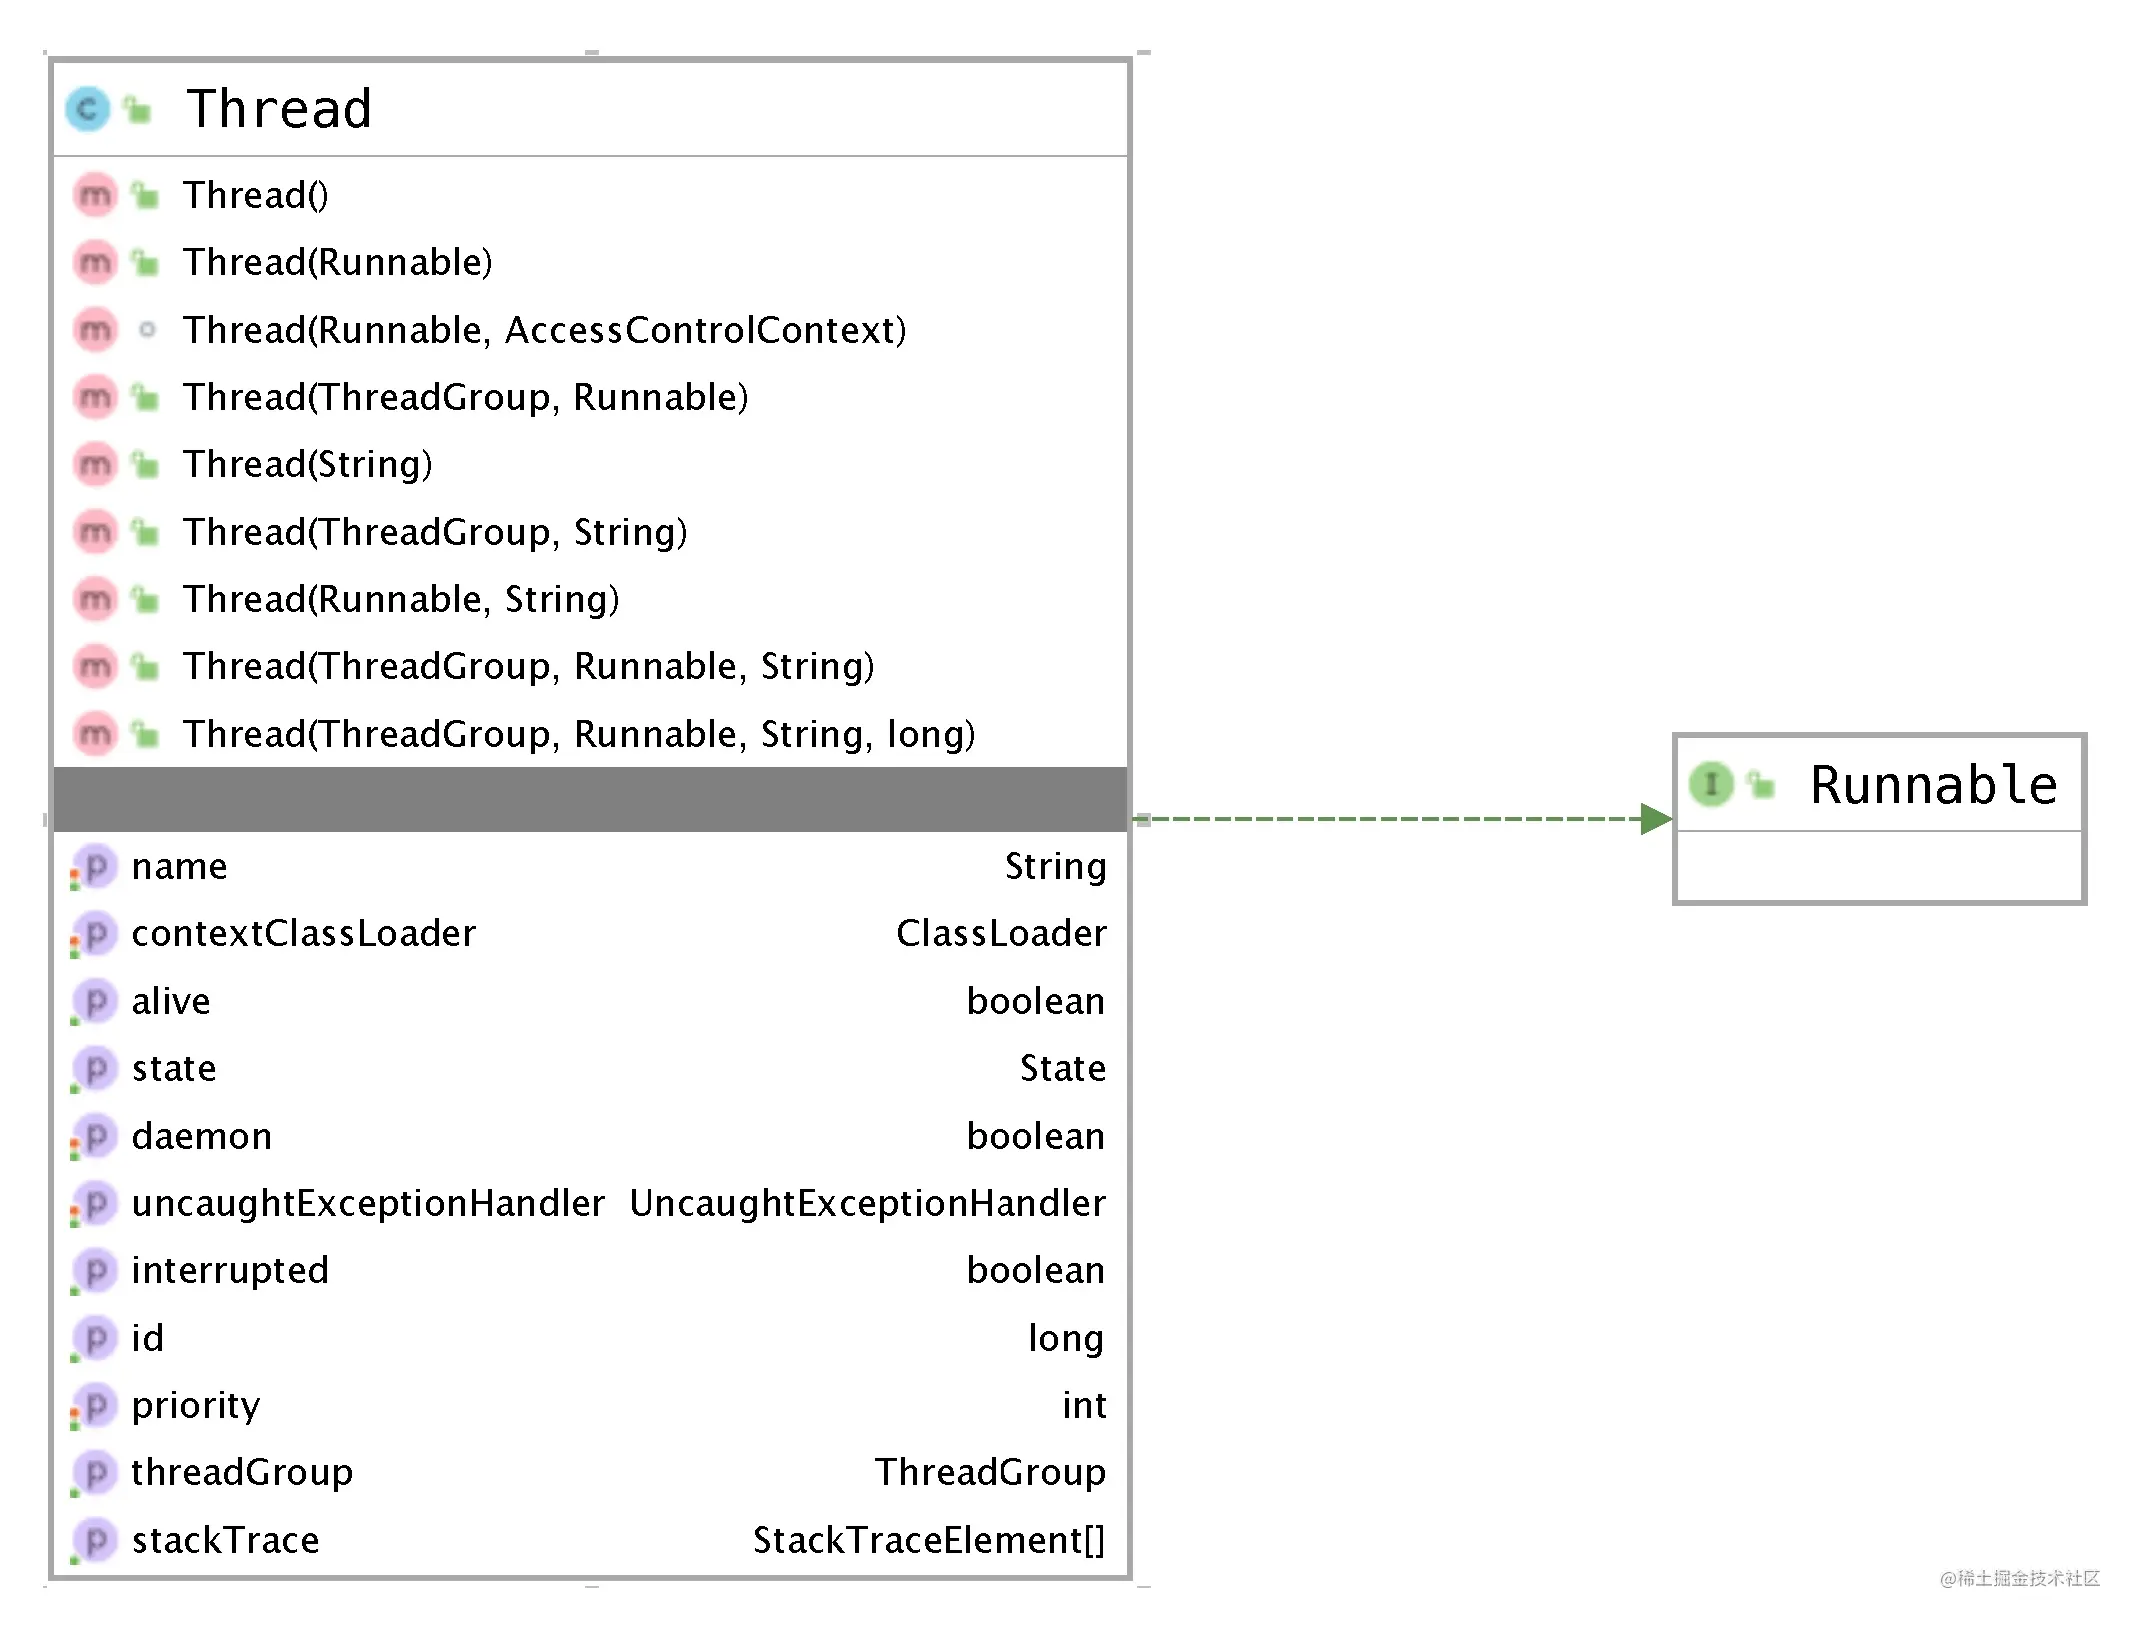 Thread
Thread()
Thread(Runnable)
Thread(Runnable, AccessControlContext)
Thread(ThreadGroup, Runnable)
Thread(String)
Thread(ThreadGroup, String)
Thread(Runnable, String)
Thread(ThreadGroup, Runnable, String)
Thread(ThreadGroup, Runnable, String, long)
Runnable
name String
contextClassLoader ClassLoader
alive boolean
state State
daemon boolean
uncaughtExceptionHandler UncaughtExceptionHandler
interrupted boolean
id long
priority int
threadGroup ThreadGroup
stackTrace StackTraceElement[]
@稀土掘金技术社区